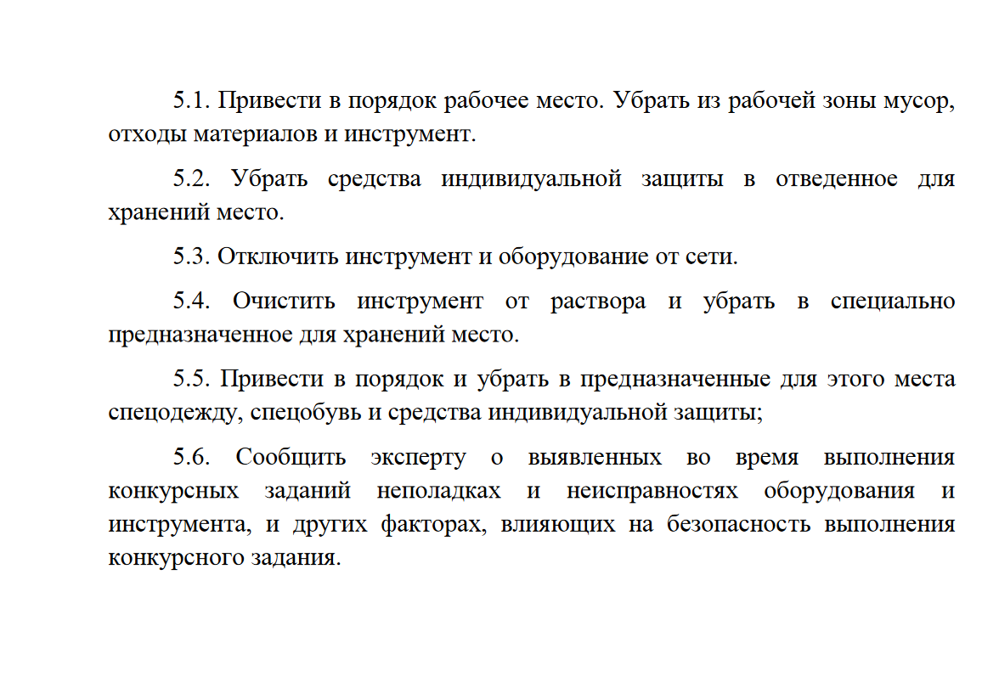 5.1. Привести в порядок рабочее место. Убрать из рабочей зоны мусор,
отходы материалов и инструмент.
5.2. Убрать средства индивидуальной защиты в отведенное для
хранений место.
5.3. Отключить инструмент и оборудование от сети.
5.4. Очистить инструмент от раствора и убрать в специально
предназначенное для хранений место.
5.5. Привести в порядок и убрать в предназначенные для этого места
спецодежду, спецобувь и средства индивидуальной защиты;
5.6. Сообщить эксперту о выявленных во время выполнения
конкурсных заданий неполадках и неисправностях оборудования и
инструмента, и других факторах, влияющих на безопасность выполнения
конкурсного задания.